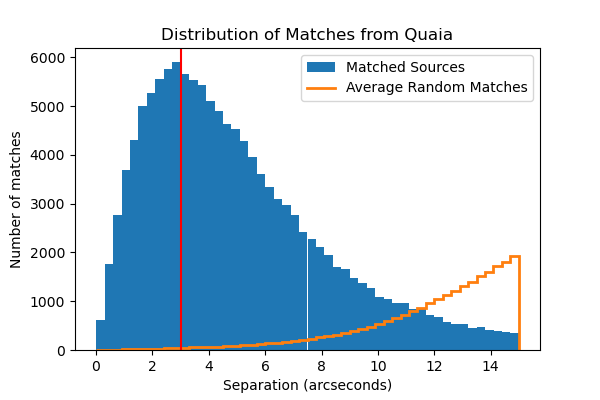 Distribution of Matches from Quaia
Matched Sources
Average Random Matches
Number of matches
6000
5000
4000
3000
2000
1000
0
0 2 4 6 8 10 12 14
Separation (arcseconds)